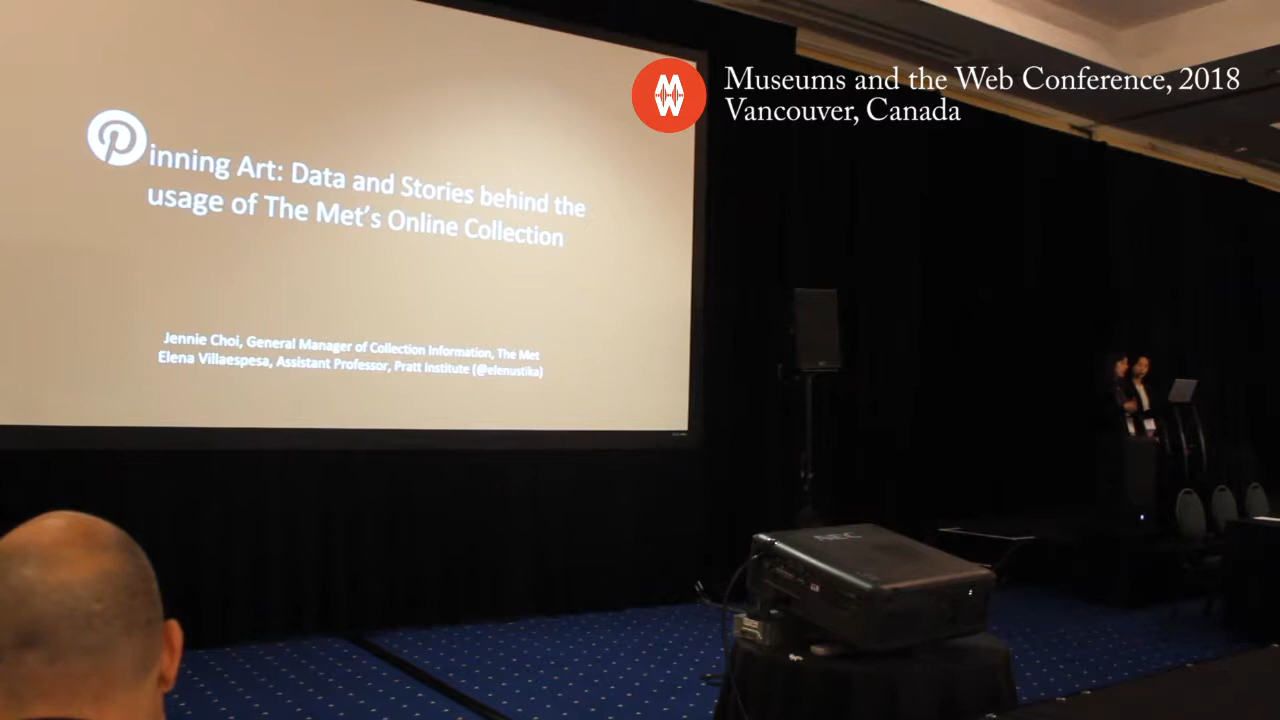 Museums and the Web Conference, 2018
Vancouver, Canada
MW
Pinning Art: Data and Stories behind the
usage of The Met's Online Collection
Jennie Choi, General Manager of Collection Information, The Met
Elena Villaespesa, Assistant Professor, Pratt Institute (@elenustika)
NEC